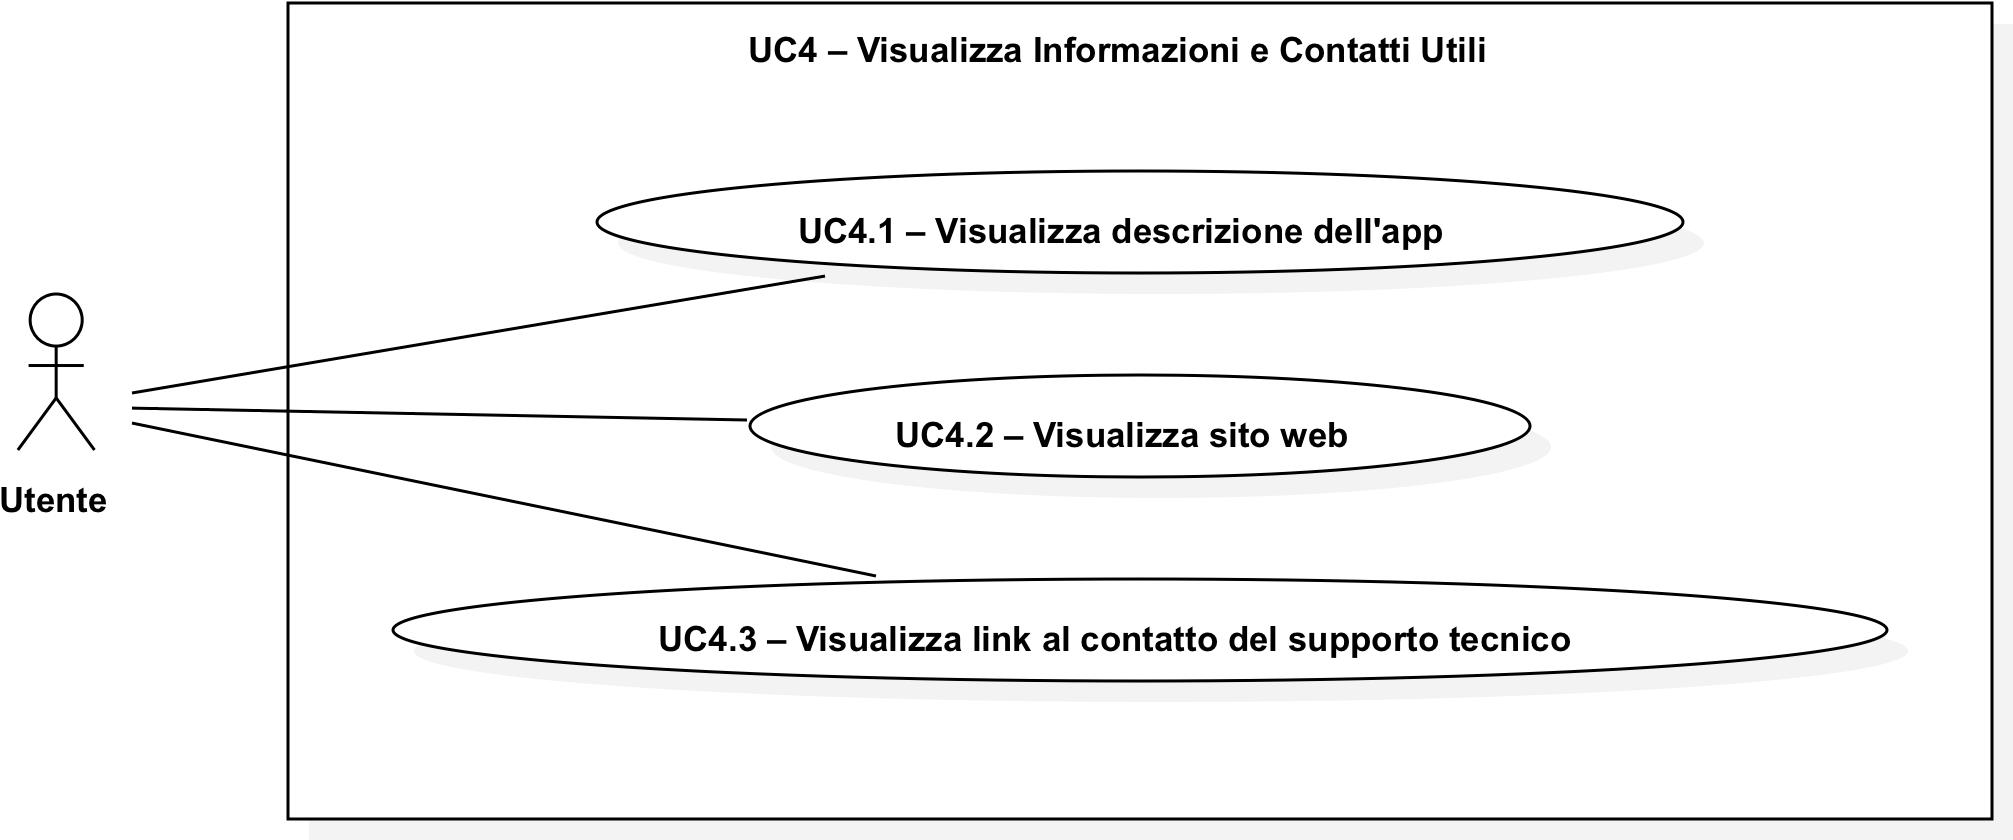 UC4 – Visualizza Informazioni e Contatti Utili
UC4.1 – Visualizza descrizione dell'app
UC4.2 – Visualizza sito web
Utente
UC4.3 – Visualizza link al contatto del supporto tecnico